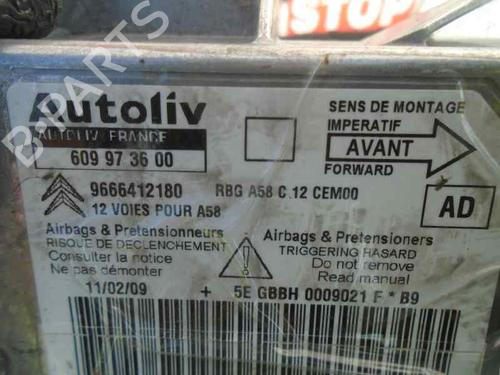 STOP
Autoliv
AUTOLIV FRANCE
609 97 36 00
SENS DE MONTAGE
IMPERATIF
AVANT
FORWARD
9666412180 RBG A58 C 12 CEM00
12 VOIES POUR A58
AD
Airbags & Pretensionneurs
RISQUE DE DECLENCHEMENT
Consulter la notice
Ne pas démonter
Airbags & Pretensioners
TRIGGERING HASARD
Do not remove
Read manual
11/02/09 + 5E GBBH 0009021 F * B9
B PARTS